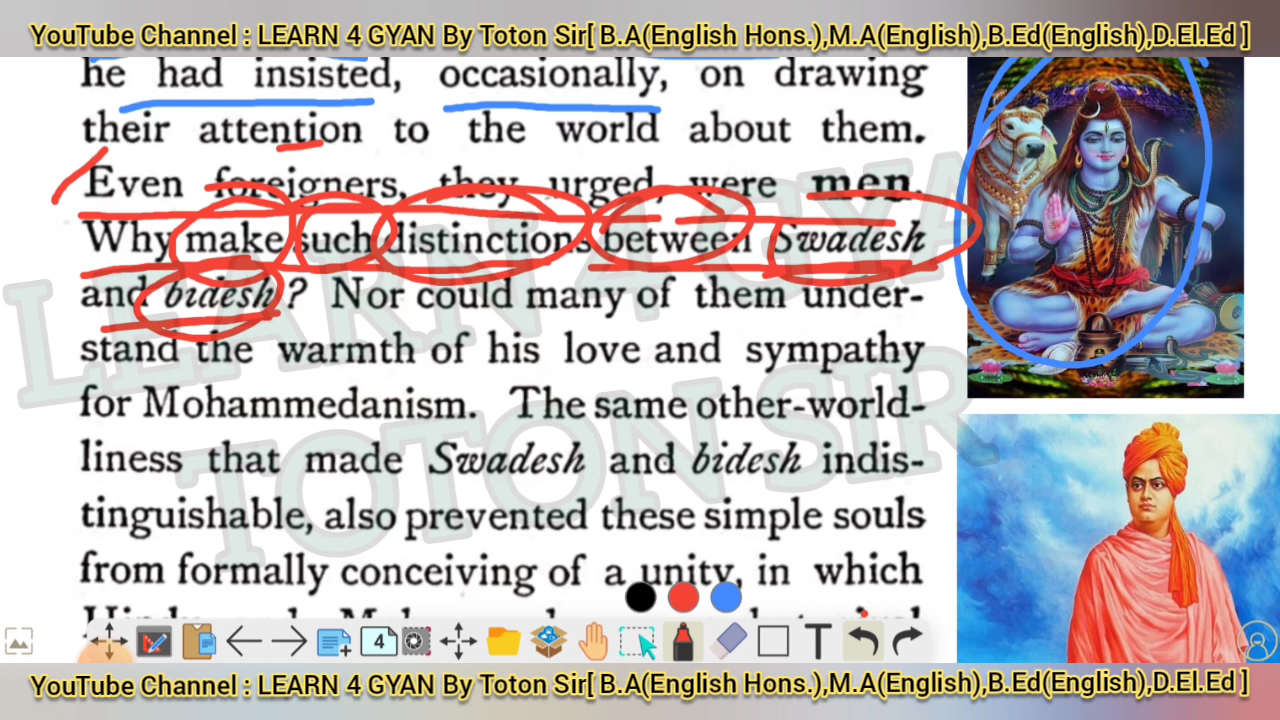 YouTube Channel : LEARN 4 GYAN By Toton Sir[ B.A(English Hons.),M.A(English),B.Ed(English),D.El.Ed ]
he had insisted, occasionally, on drawing
their attention to the world about them.
Even foreigners, they urged, were men.
Why make such distinctions between Swadesh
and bidesh? Nor could many of them under-
stand the warmth of his love and sympathy
for Mohammedanism. The same other-world-
liness that made Swadesh and bidesh indis-
tinguishable, also prevented these simple souls
from formally conceiving of a unity, in which
LEARN 4 GYAN
TOTON SIR
4
T
YouTube Channel : LEARN 4 GYAN By Toton Sir[ B.A(English Hons.),M.A(English),B.Ed(English),D.El.Ed ]